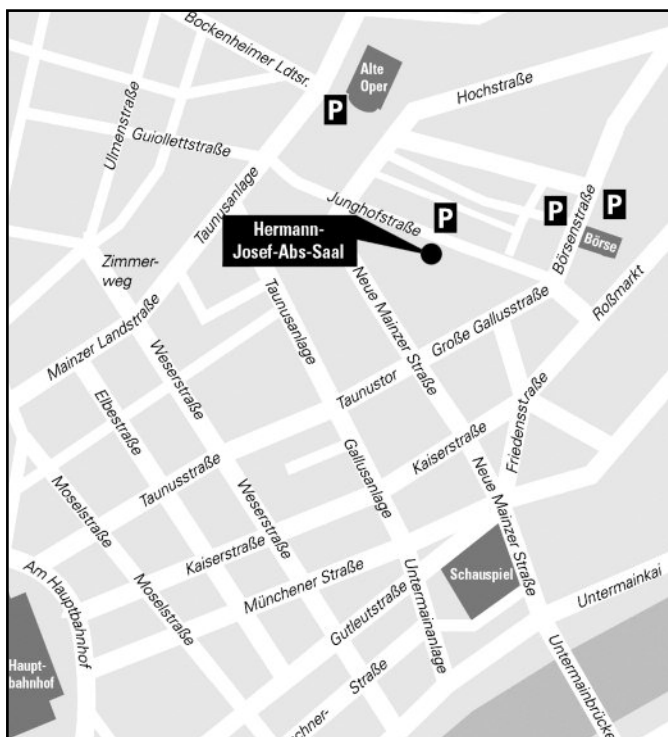 Bockenheimer Ldtsr.
Alte
Oper
P
Hochstraße
Ulmenstraße
Guiollettstraße
Taunusanlage
Junghofstraße
P
P
P
Börsenstraße
Börse
Hermann-
Josef-Abs-Saal
Zimmer-
weg
Roßmarkt
Mainzer Landstraße
Taunusanlage
Neue Mainzer Straße
Große Gallusstraße
Weserstraße
Taunustor
Elbestraße
Friedensstraße
Gallusanlage
Kaiserstraße
Taunusstraße
Moselstraße
Weserstraße
Neue Mainzer Straße
Kaiserstraße
Münchener Straße
Schauspiel
Untermainkai
Am Hauptbahnhof
Moselstraße
Gutleutstraße
Untermainanlage
Haupt-
bahnhof
chner-
Straße
Untermainbrücke